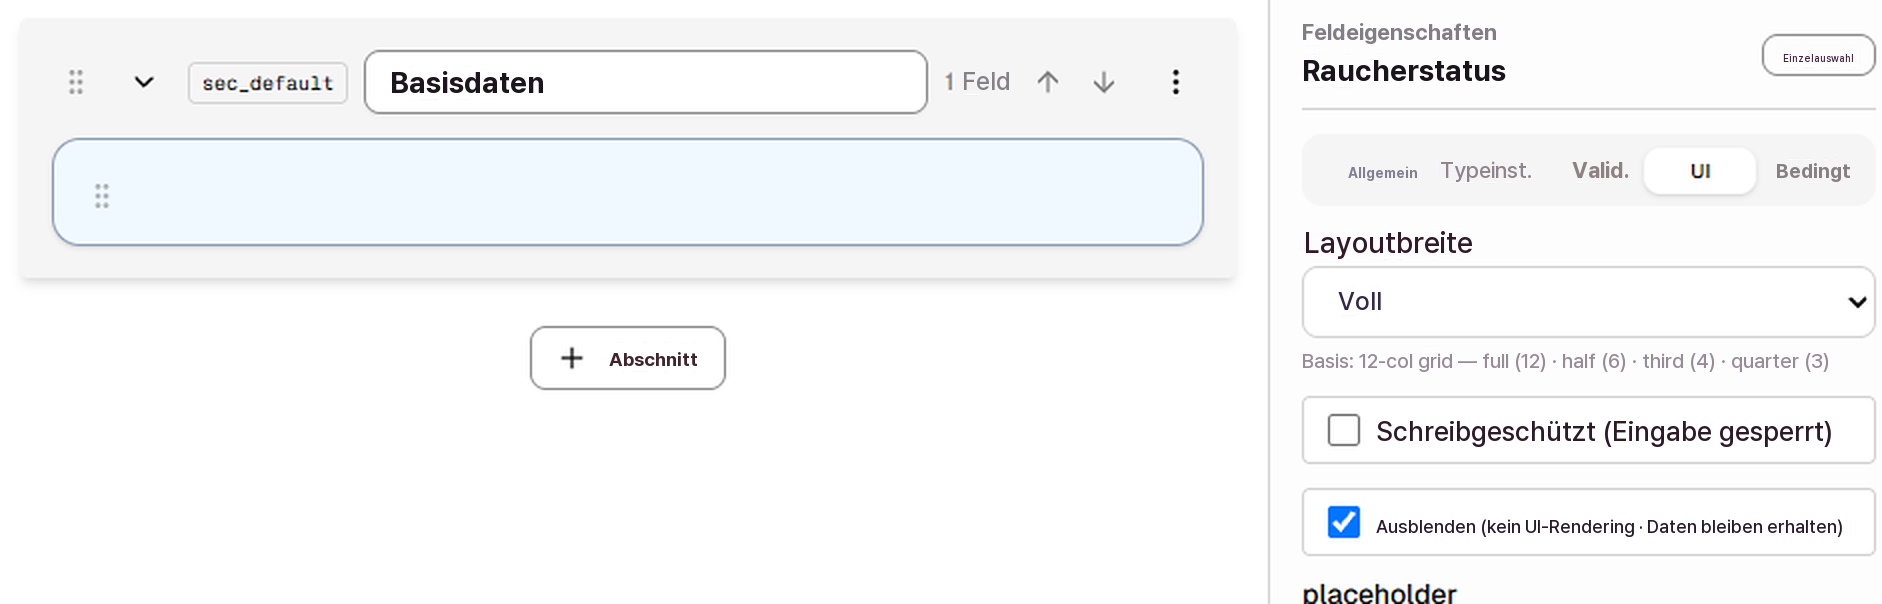 sec_default
Basisdaten
1 Feld
Abschnitt
Feldeigenschaften
Raucherstatus
Einzelauswahl
Allgemein Typeinst. Valid. UI Bedingt
Layoutbreite
Voll
Basis: 12-col grid — full (12) · half (6) · third (4) · quarter (3)
Schreibgeschützt (Eingabe gesperrt)
Ausblenden (kein UI-Rendering · Daten bleiben erhalten)
placeholder